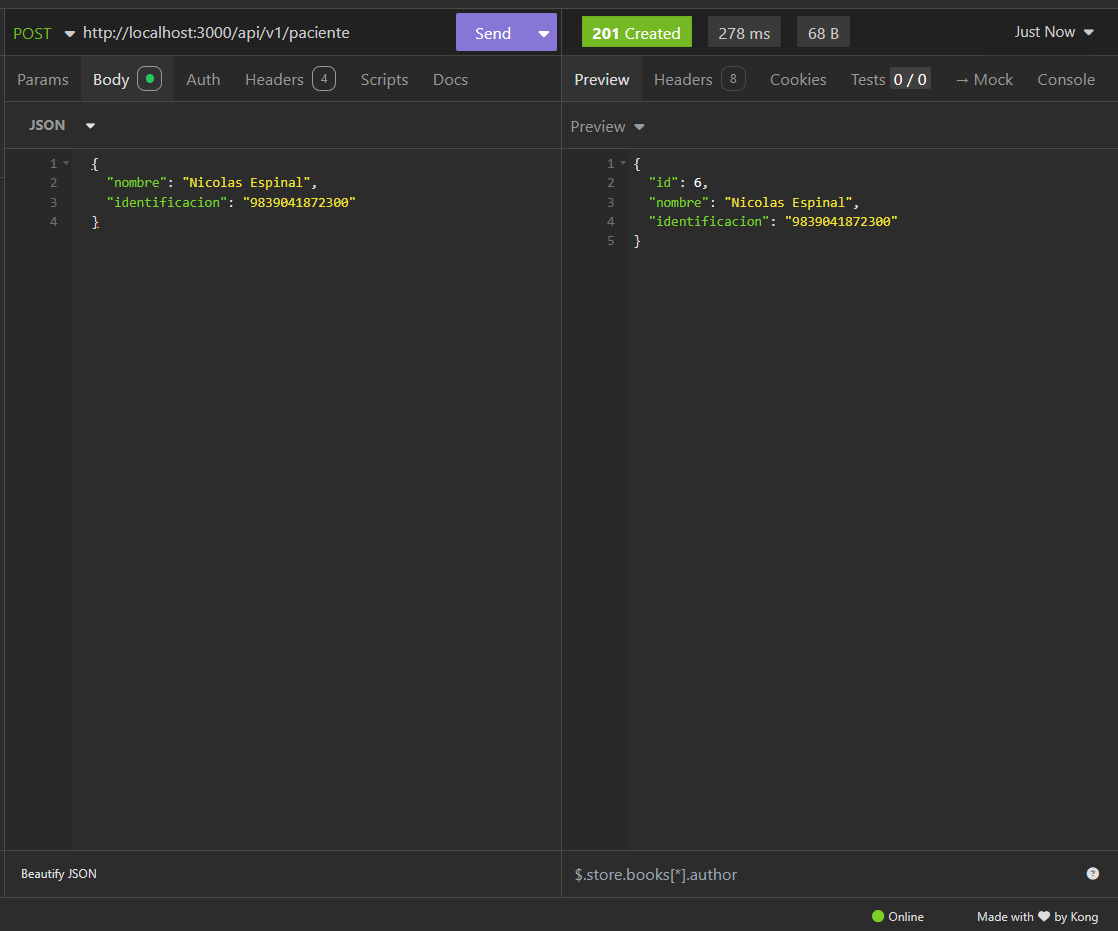 POST http://localhost:3000/api/v1/paciente Send
Params Body Auth Headers 4 Scripts Docs
JSON
1 {
2 "nombre": "Nicolas Espinal",
3 "identificacion": "9839041872300"
4 }
Beautify JSON
201 Created 278 ms 68 B Just Now
Preview Headers 8 Cookies Tests 0 / 0 → Mock Console
Preview
1 {
2 "id": 6,
3 "nombre": "Nicolas Espinal",
4 "identificacion": "9839041872300"
5 }
$.store.books[*].author ?
Online Made with ♥ by Kong